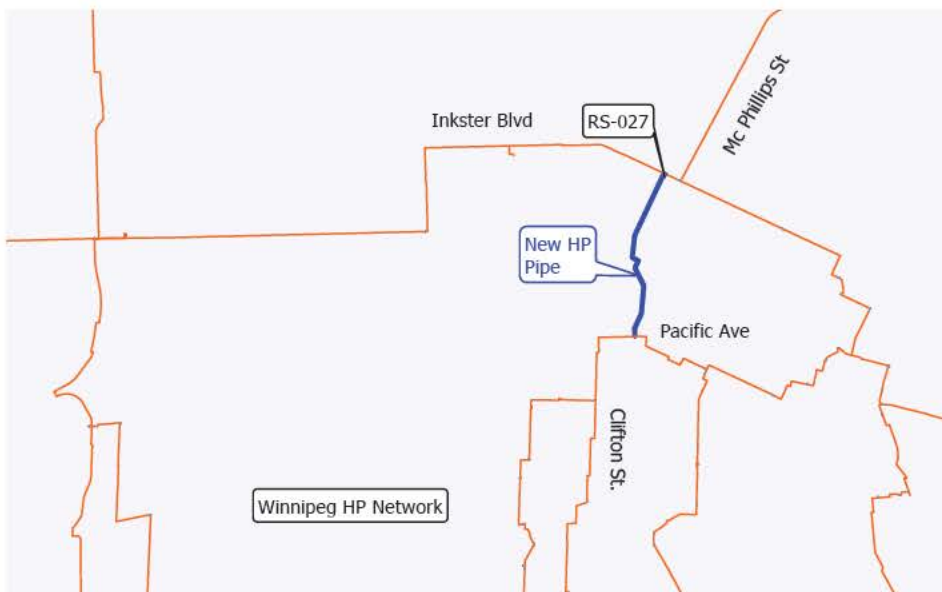 Mc Phillips St
Inkster Blvd
RS-027
New HP
Pipe
Pacific Ave
Clifton St.
Winnipeg HP Network